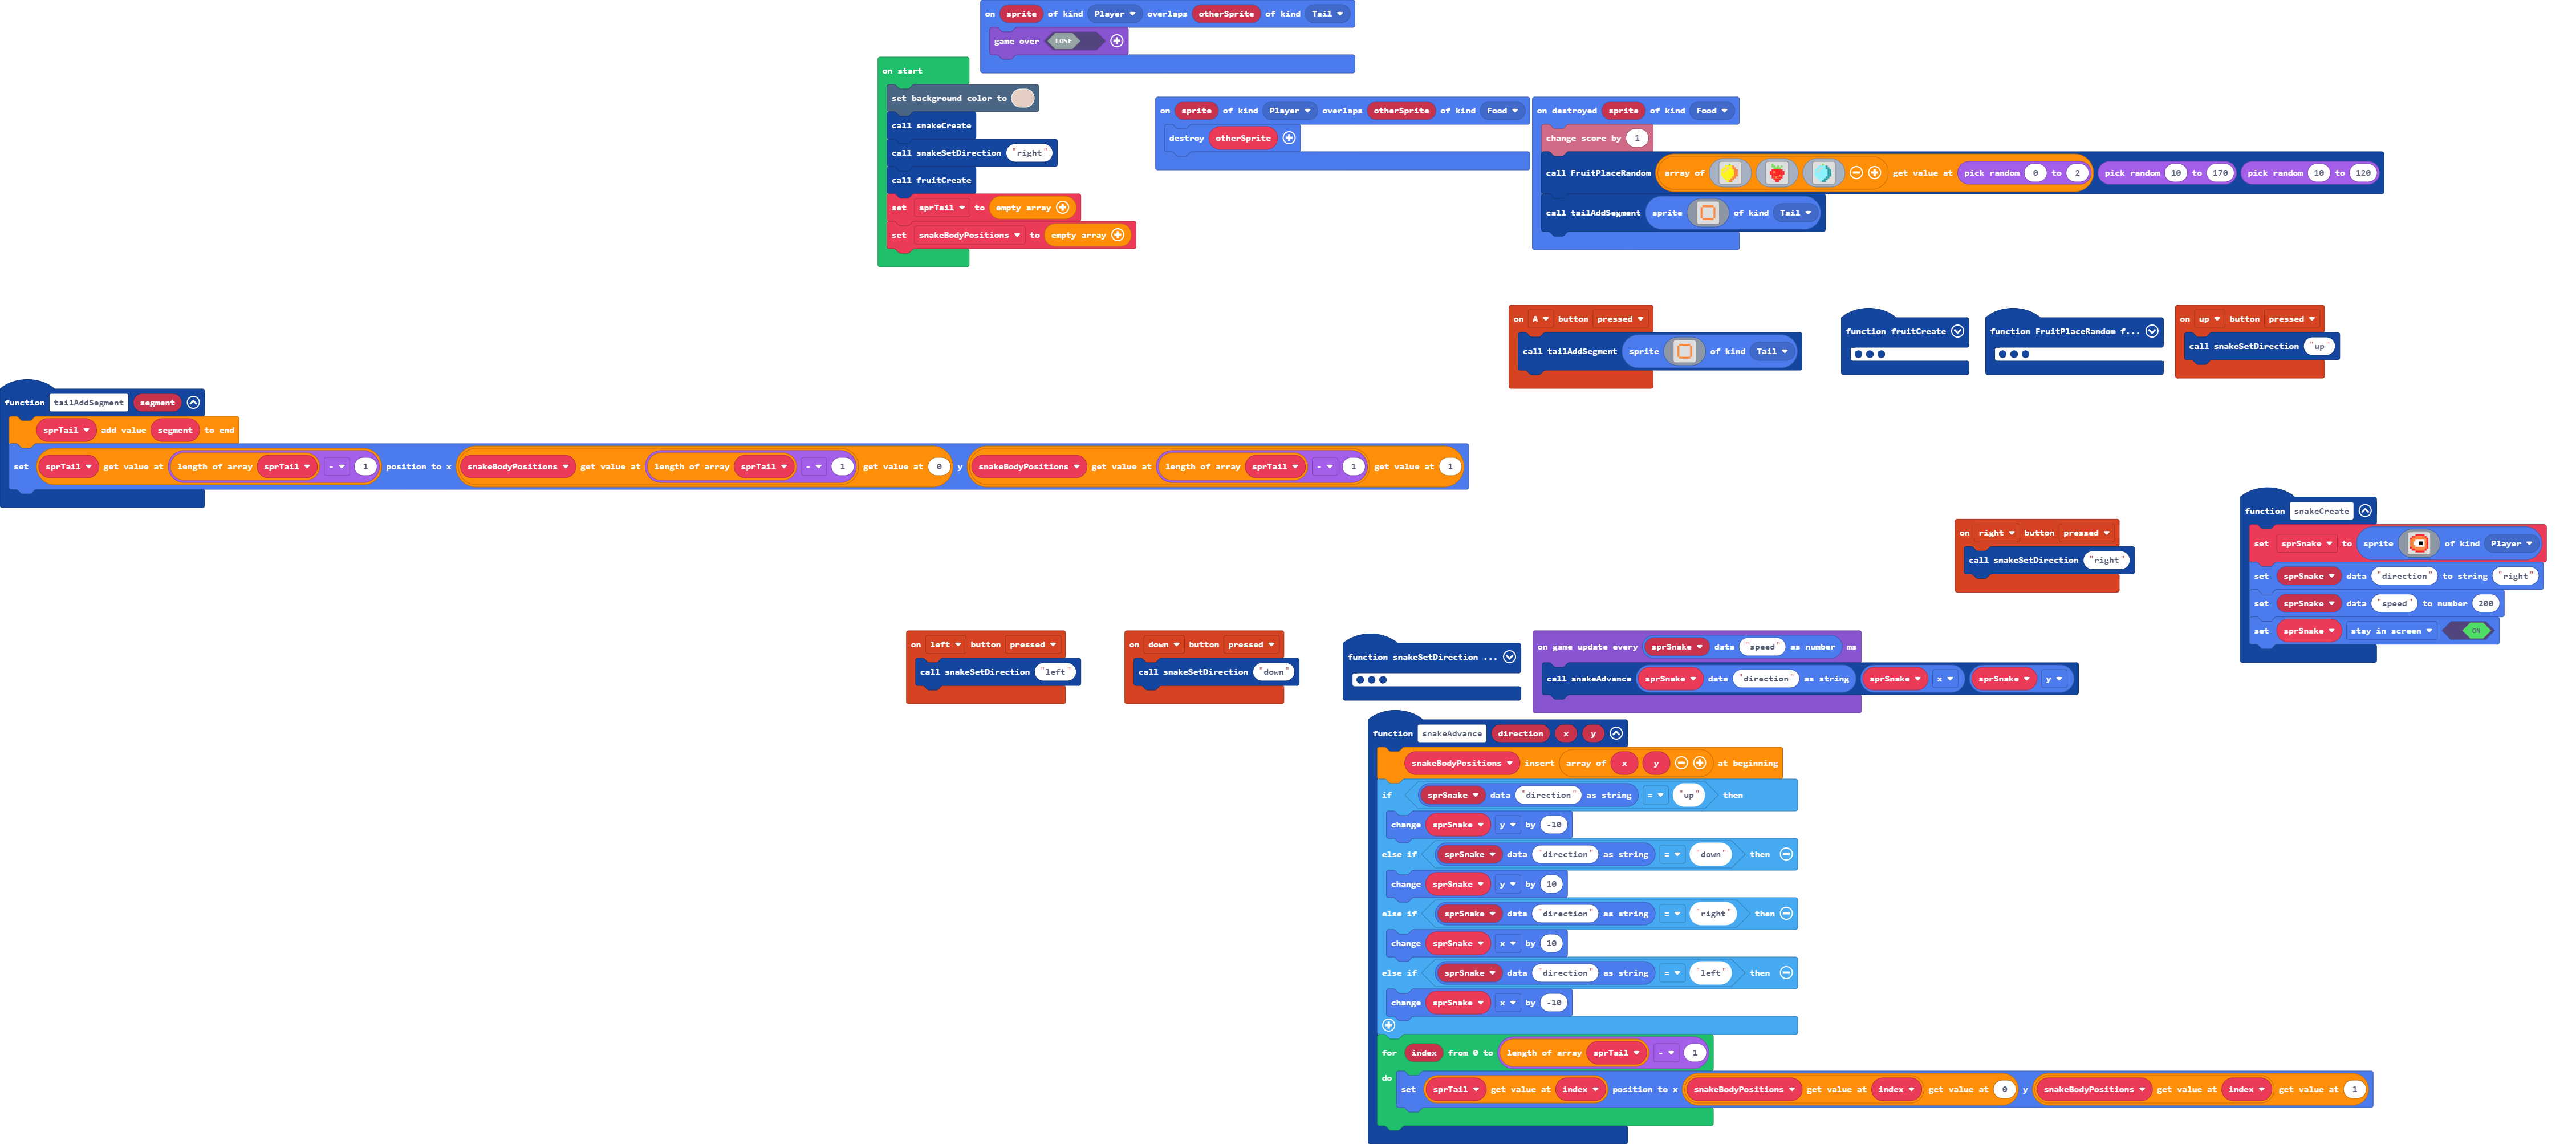 on sprite of kind Player overlaps otherSprite of kind Tail
game over LOSE
on start
set background color to
call snakeCreate
call snakeSetDirection "right"
call fruitCreate
set sprTail to empty array
set snakeBodyPositions to empty array
on sprite of kind Player overlaps otherSprite of kind Food
destroy otherSprite
on destroyed sprite of kind Food
change score by 1
call FruitPlaceRandom array of get value at pick random 0 to 2 pick random 10 to 170 pick random 10 to 120
call tailAddSegment sprite of kind Tail
on A button pressed
call tailAddSegment sprite of kind Tail
function fruitCreate
function FruitPlaceRandom f...
on up button pressed
call snakeSetDirection "up"
function tailAddSegment segment
sprTail add value segment to end
set sprTail get value at length of array sprTail - 1 position to x snakeBodyPositions get value at length of array sprTail - 1 get value at 0 y snakeBodyPositions get value at length of array sprTail - 1 get value at 1
on right button pressed
call snakeSetDirection "right"
function snakeCreate
set sprSnake to sprite of kind Player
set sprSnake data "direction" to string "right"
set sprSnake data "speed" to number 200
set sprSnake stay in screen ON
on left button pressed
call snakeSetDirection "left"
on down button pressed
call snakeSetDirection "down"
function snakeSetDirection ...
on game update every sprSnake data "speed" as number ms
call snakeAdvance sprSnake data "direction" as string sprSnake x sprSnake y
function snakeAdvance direction x y
snakeBodyPositions insert array of x y at beginning
if sprSnake data "direction" as string = "up" then
change sprSnake y by -10
else if sprSnake data "direction" as string = "down" then
change sprSnake y by 10
else if sprSnake data "direction" as string = "right" then
change sprSnake x by 10
else if sprSnake data "direction" as string = "left" then
change sprSnake x by -10
for index from 0 to length of array sprTail - 1
do set sprTail get value at index position to x snakeBodyPositions get value at index get value at 0 y snakeBodyPositions get value at index get value at 1